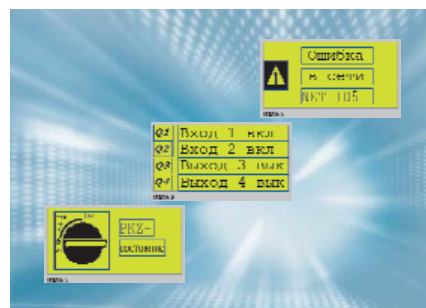 Ошибка
в сети
NET ID5
Q1 Вход 1 вкл
Q2 Вход 2 вкл
Q3 Выход 3 вык
Q4 Выход 4 вык
PKZ-
состояние